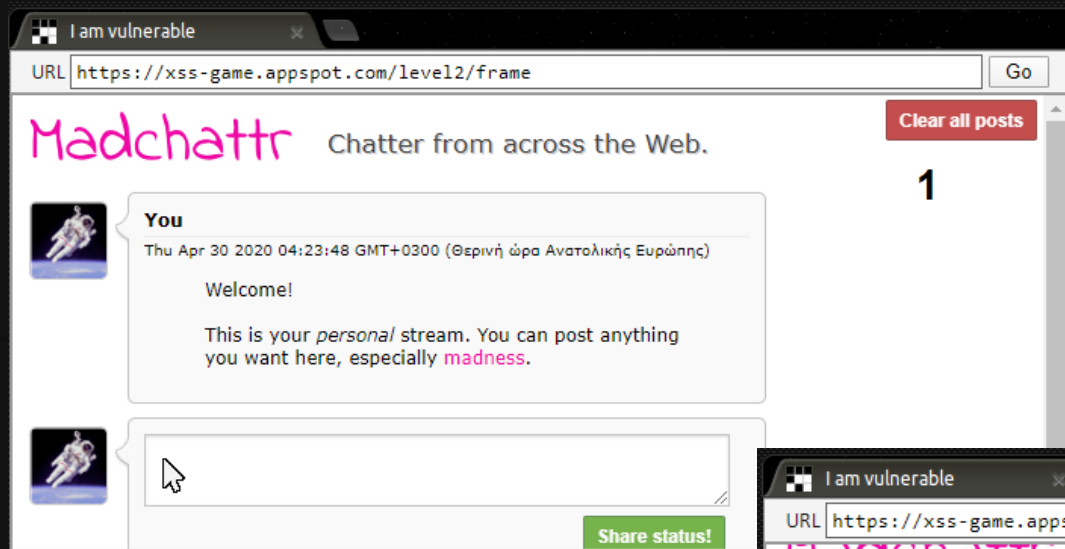 I am vulnerable
URL https://xss-game.appspot.com/level2/frame Go
Madchattr Chatter from across the Web. Clear all posts
1
You
Thu Apr 30 2020 04:23:48 GMT+0300 (Θερινή ώρα Ανατολικής Ευρώπης)
Welcome!
This is your personal stream. You can post anything
you want here, especially madness.
Share status!
I am vulnerable
URL https://xss-game.apps